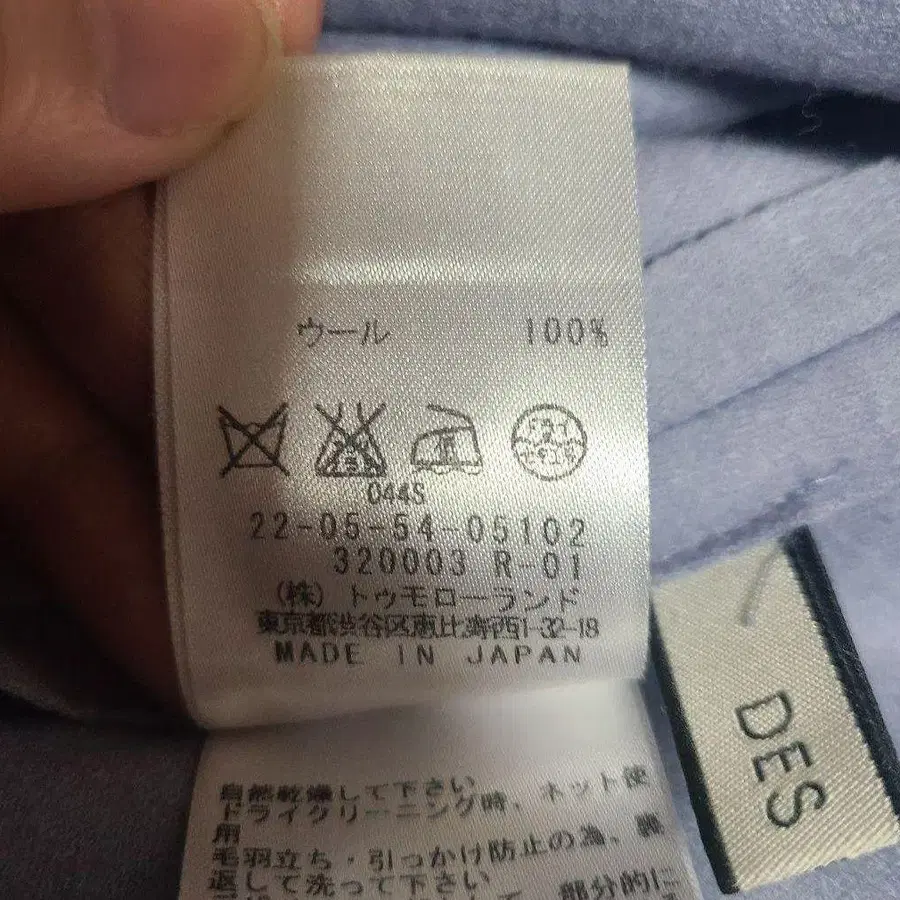 ウール 100%
044S
22-05-54-05102
320003 R-01
(株) トゥモローランド
東京都渋谷区恵比寿西1-32-18
MADE IN JAPAN
自然乾燥して下さい
ドライクリーニング時、ネット使
用
毛羽立ち・引っかけ防止の為、裏
返して洗って下さい
部分的に
DES